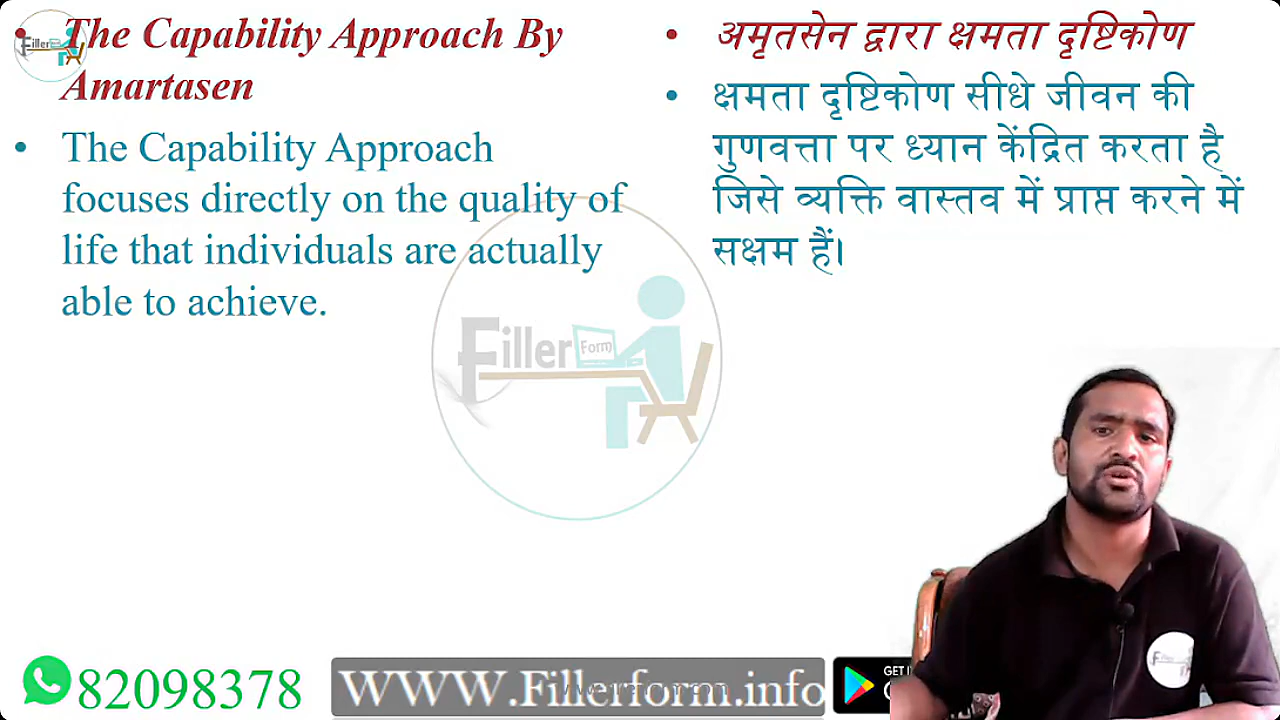 The Capability Approach By
Amartasen
The Capability Approach
focuses directly on the quality of
life that individuals are actually
able to achieve.
अमृतसेन द्वारा क्षमता दृष्टिकोण
क्षमता दृष्टिकोण सीधे जीवन की
गुणवत्ता पर ध्यान केंद्रित करता है
जिसे व्यक्ति वास्तव में प्राप्त करने में
सक्षम हैं।
Filler Form
82098378
WWW.Fillerform.info
GET I